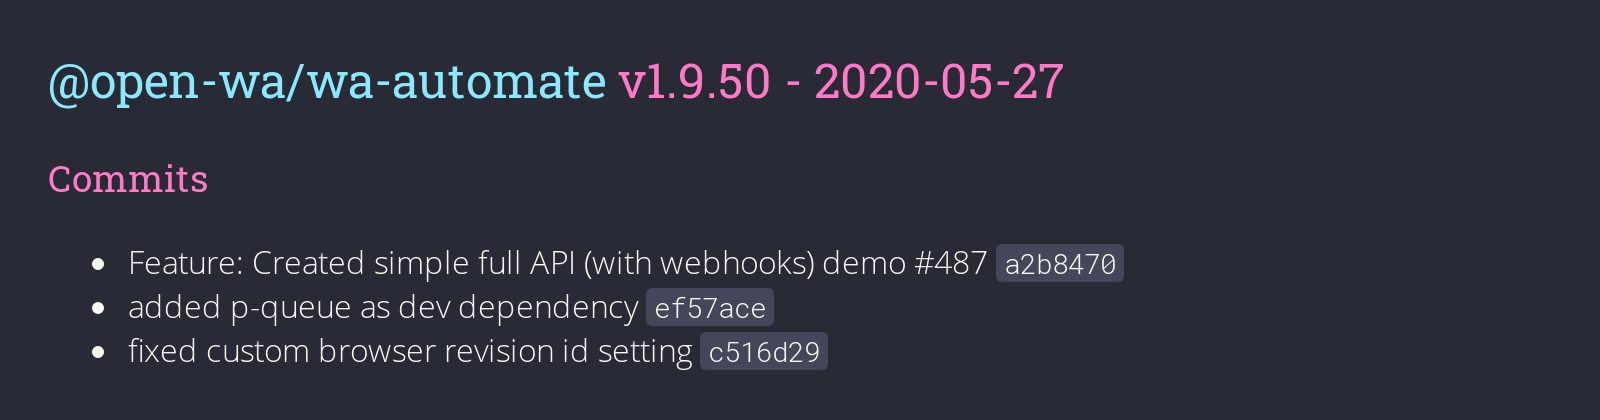 @open-wa/wa-automate v1.9.50 - 2020-05-27
Commits
Feature: Created simple full API (with webhooks) demo #487 a2b8470
added p-queue as dev dependency ef57ace
fixed custom browser revision id setting c516d29